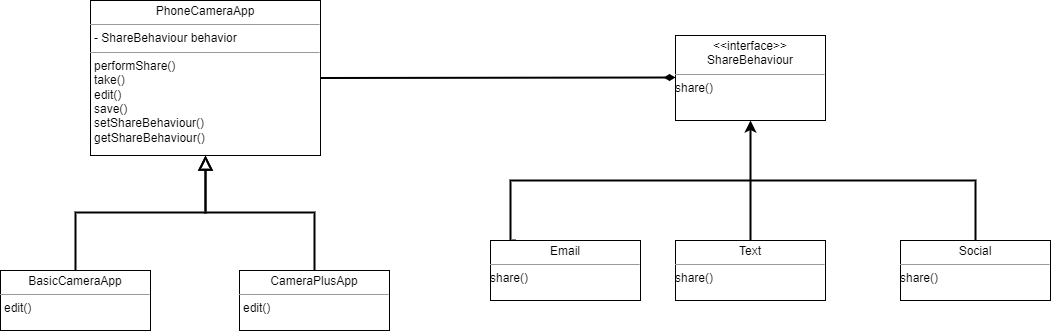 PhoneCameraApp
- ShareBehaviour behavior
performShare()
take()
edit()
save()
setShareBehaviour()
getShareBehaviour()
<<interface>>
ShareBehaviour
share()
BasicCameraApp
edit()
CameraPlusApp
edit()
Email
share()
Text
share()
Social
share()